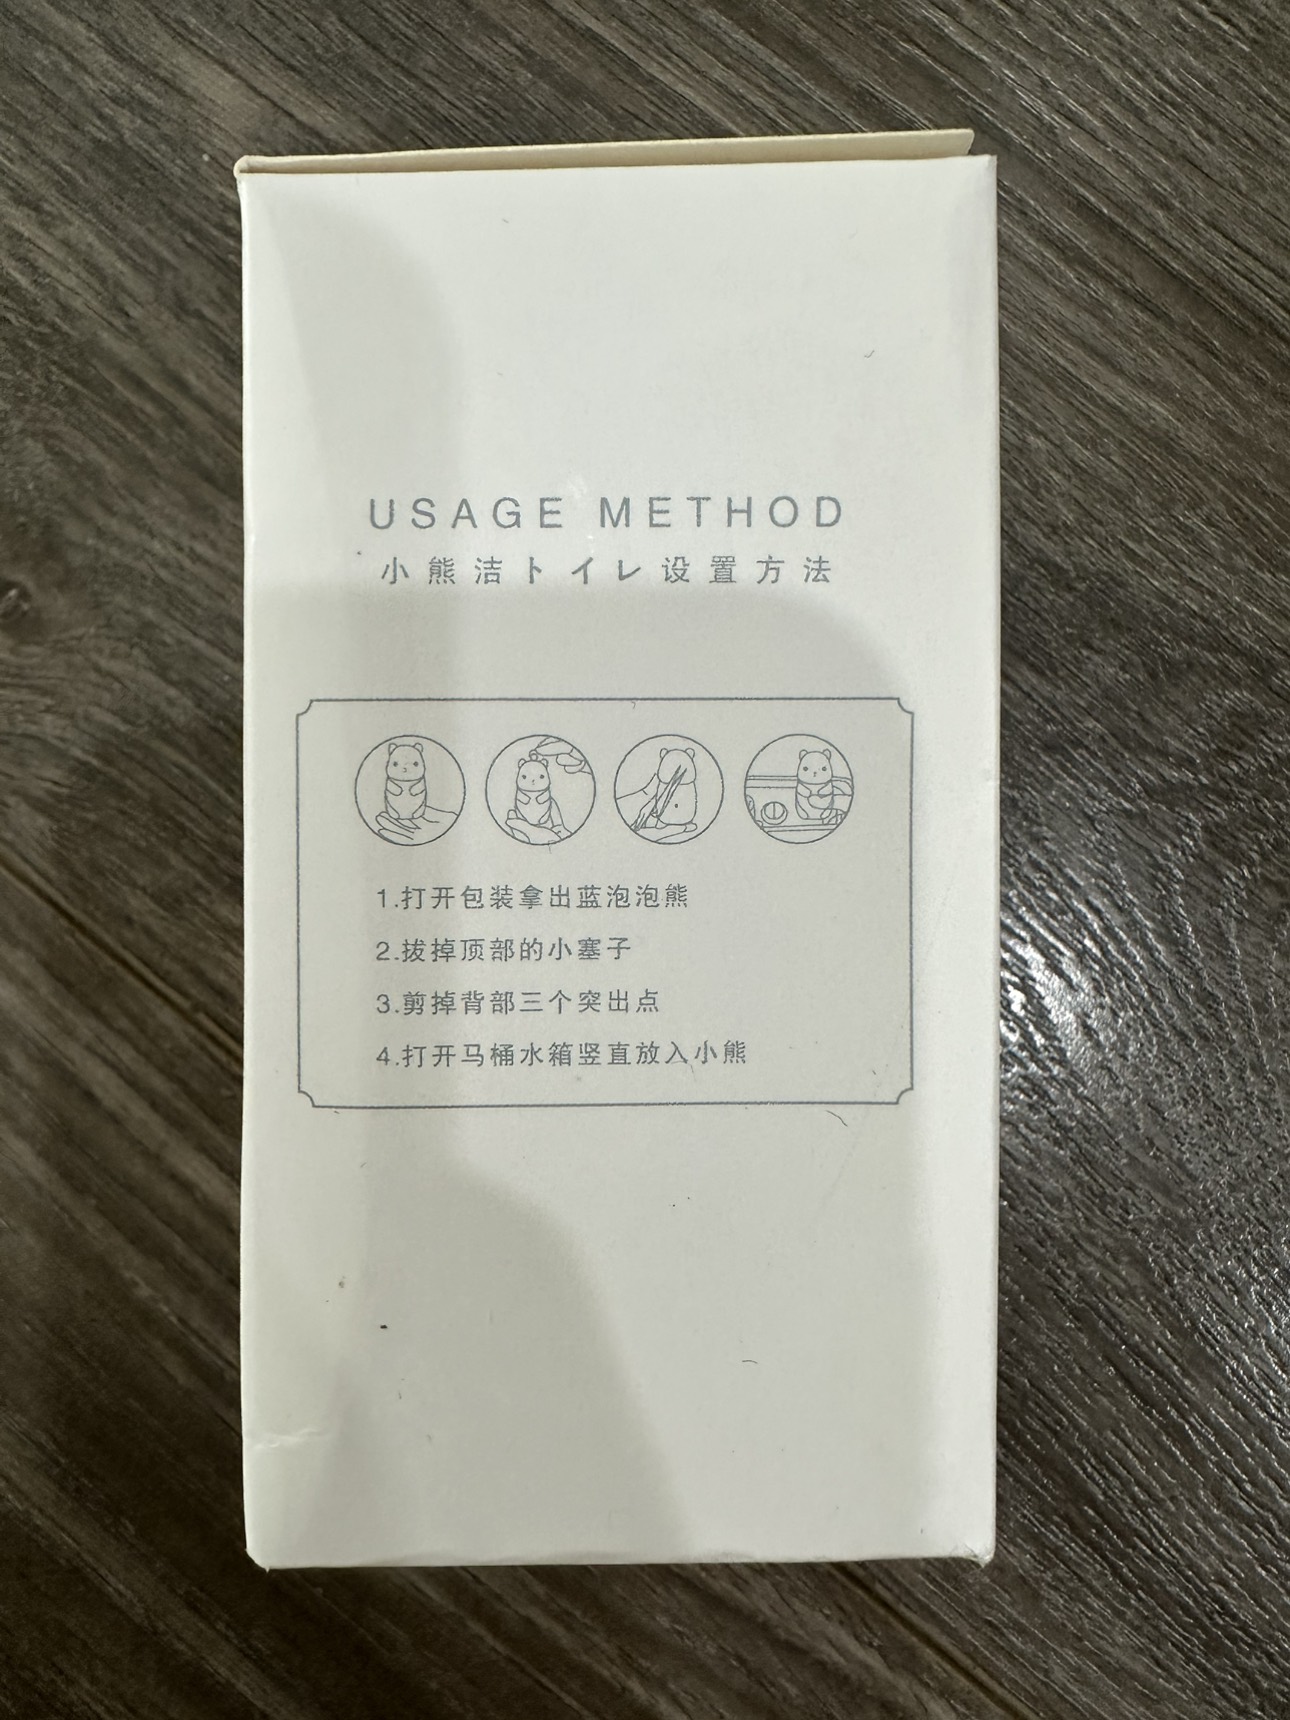 USAGE METHOD
小熊洁トイレ设置方法
1.打开包装拿出蓝泡泡熊
2.拔掉顶部的小塞子
3.剪掉背部三个突出点
4.打开马桶水箱竖直放入小熊